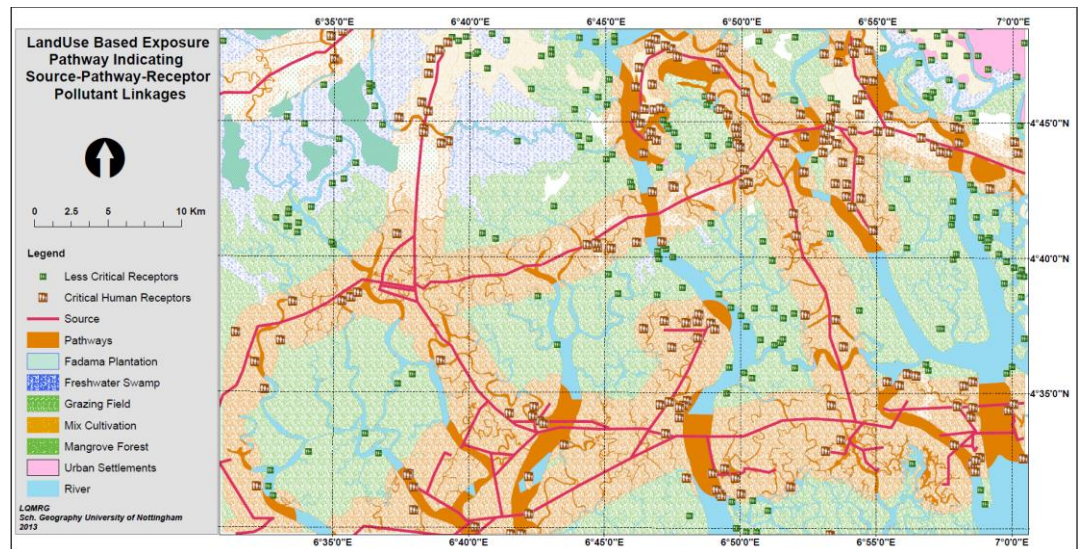 LandUse Based Exposure
Pathway Indicating
Source-Pathway-Receptor
Pollutant Linkages
0 2.5 5 10 Km
Legend
Less Critical Receptors
Critical Human Receptors
Source
Pathways
Fadama Plantation
Freshwater Swamp
Grazing Field
Mix Cultivation
Mangrove Forest
Urban Settlements
River
LQMRG
Sch. Geography University of Nottingham
2013
6°35'0"E 6°40'0"E 6°45'0"E 6°50'0"E 6°55'0"E 7°0'0"E
4°45'0"N
4°40'0"N
4°35'0"N
6°35'0"E 6°40'0"E 6°45'0"E 6°50'0"E 6°55'0"E 7°0'0"E